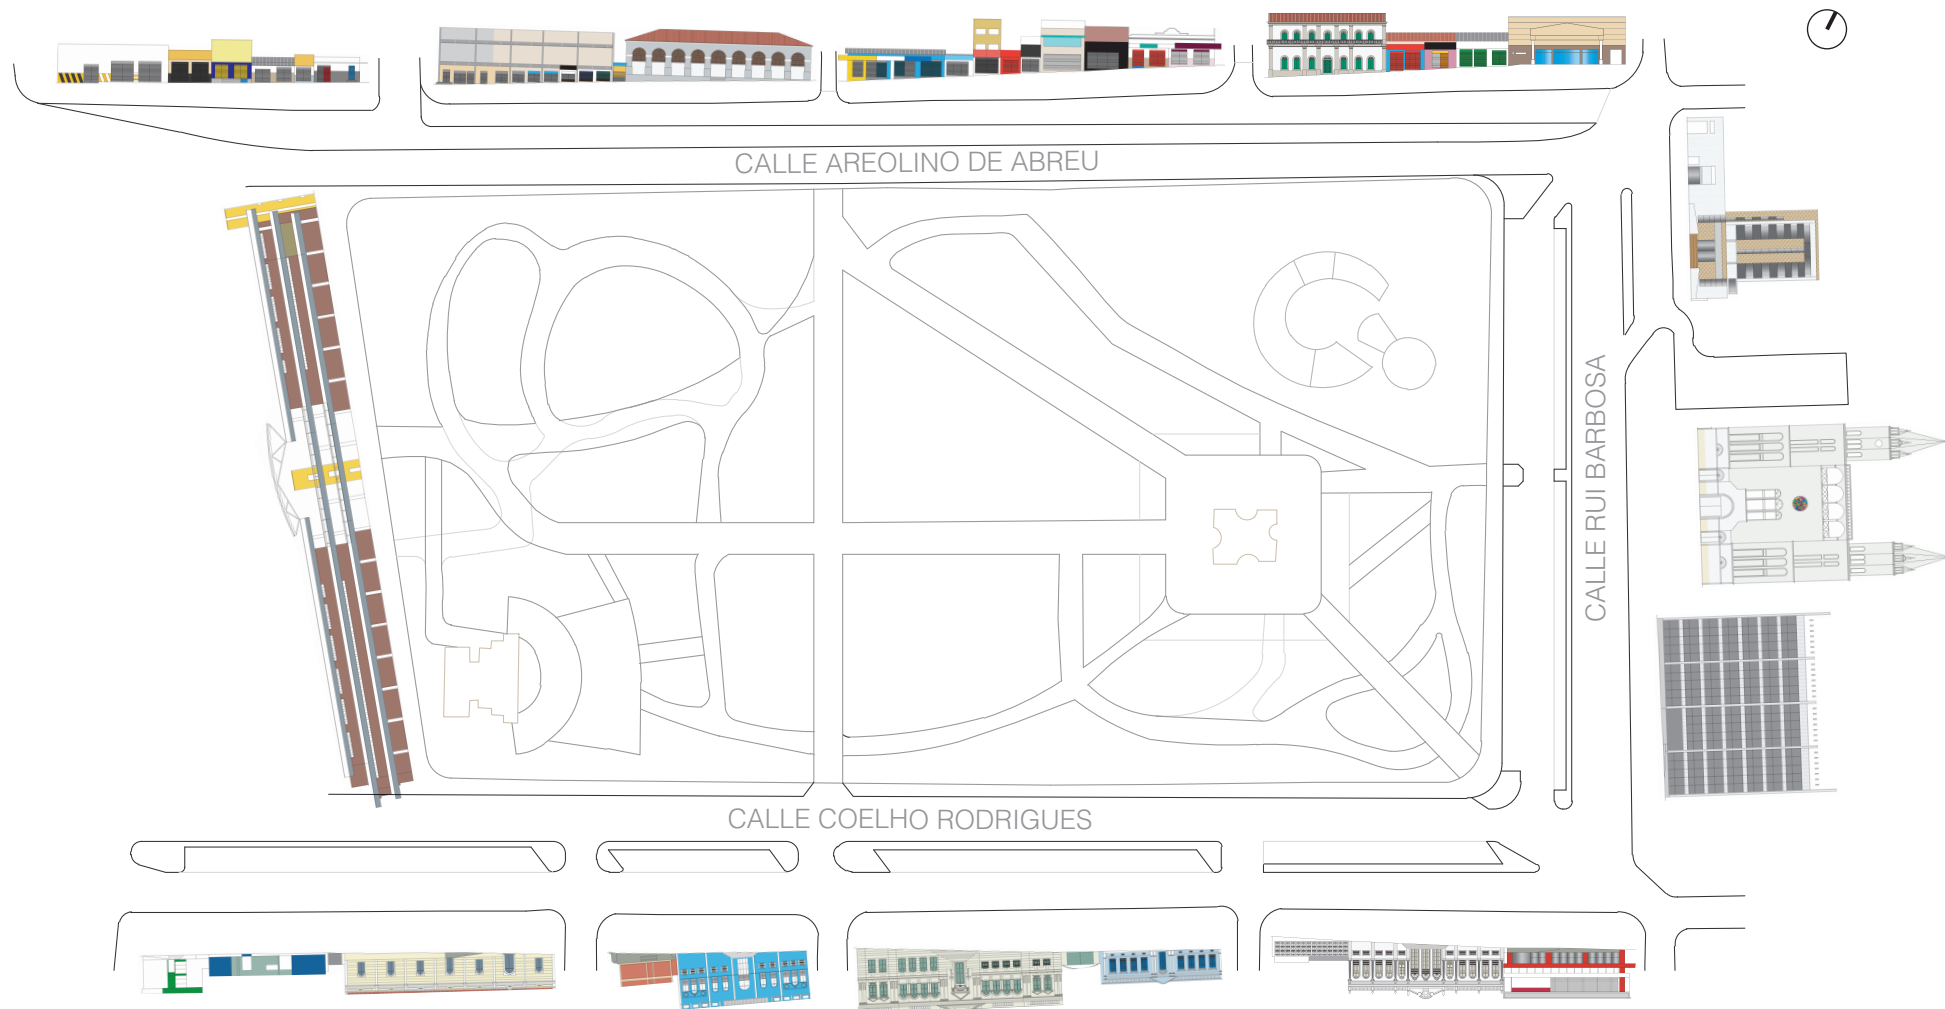 CALLE AREOLINO DE ABREU
CALLE RUI BARBOSA
CALLE COELHO RODRIGUES